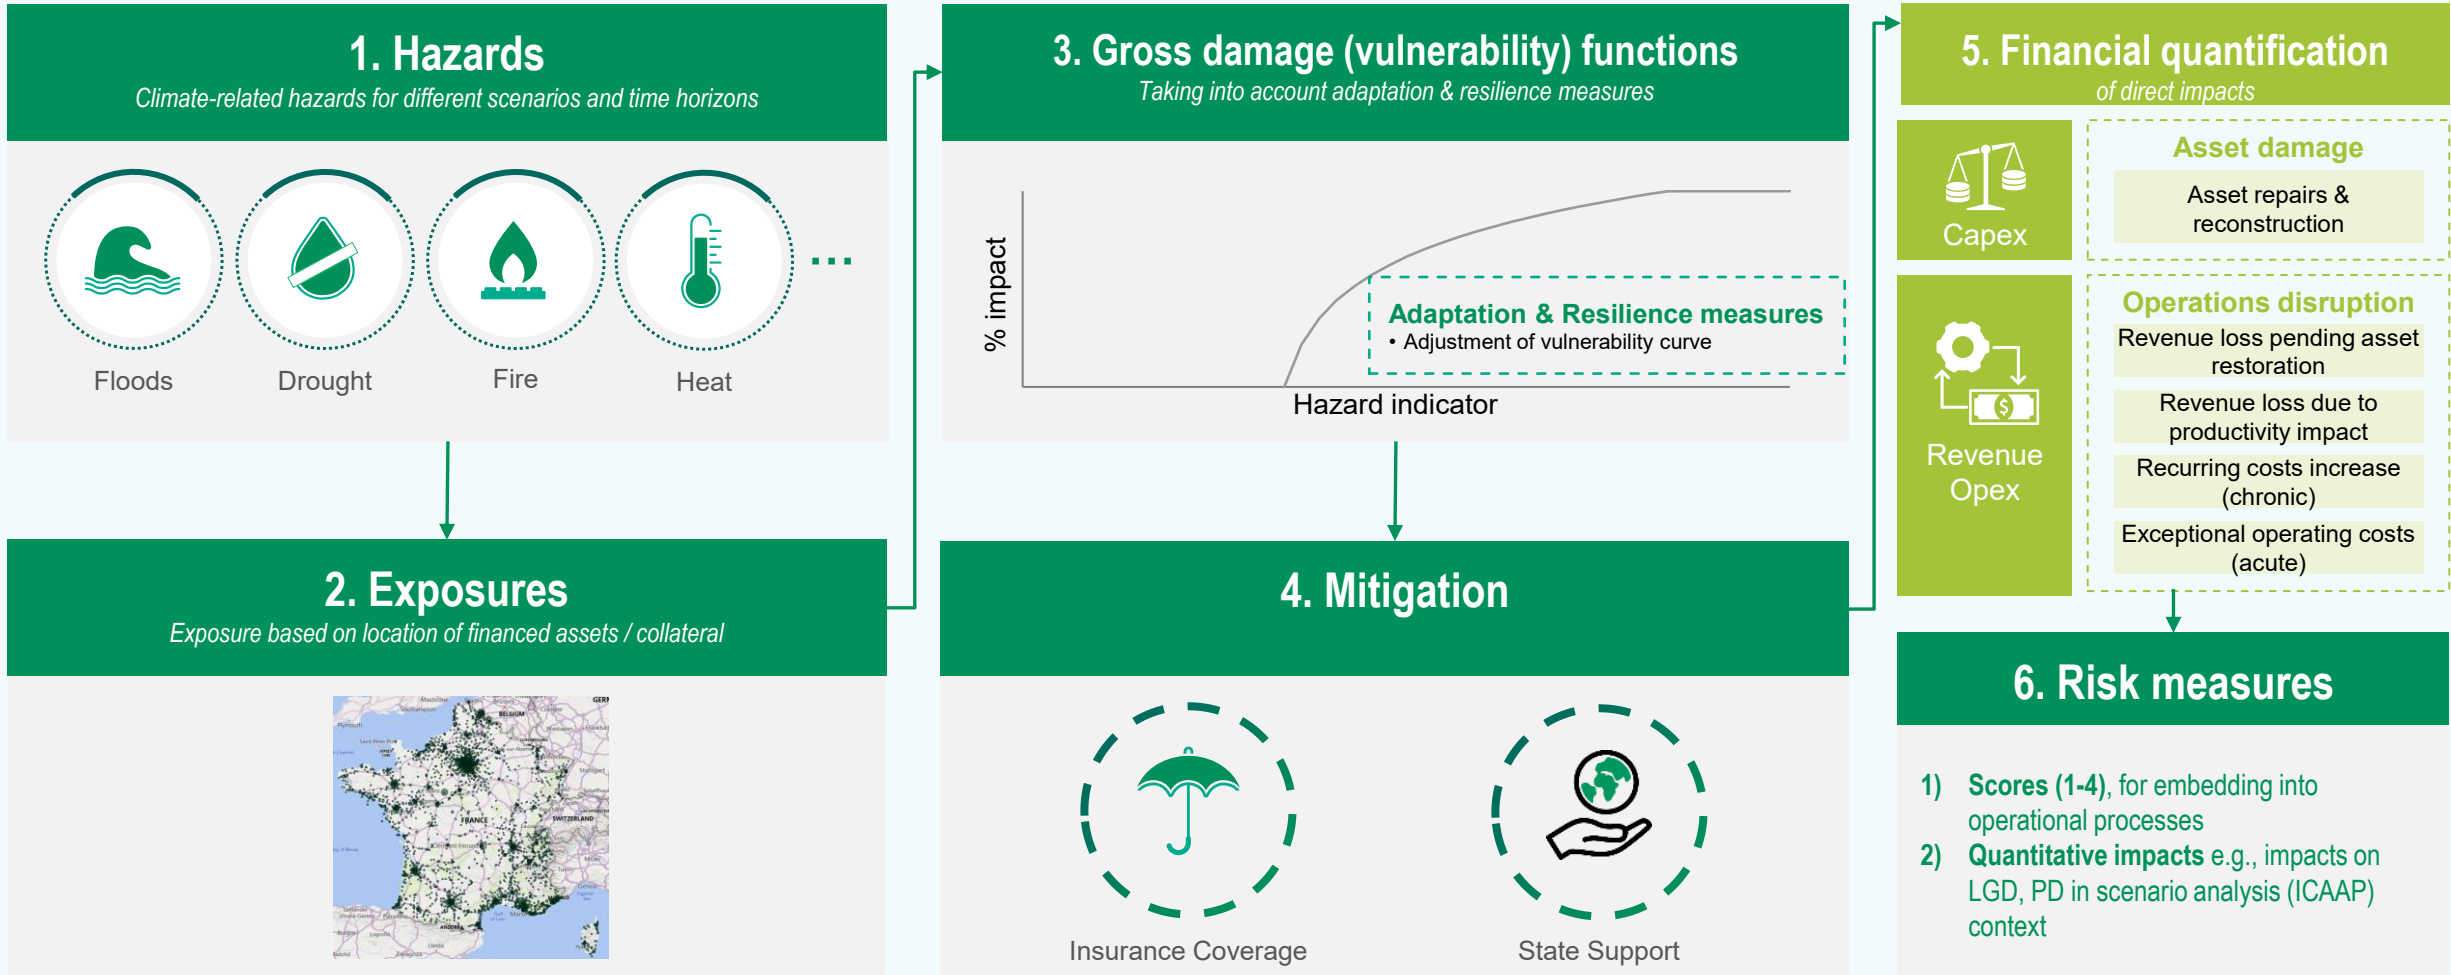 1. Hazards
Climate-related hazards for different scenarios and time horizons
Floods
Drought
Fire
Heat
...
2. Exposures
Exposure based on location of financed assets / collateral
BELGIUM
FRANCE
SWITZERLAND
3. Gross damage (vulnerability) functions
Taking into account adaptation & resilience measures
% impact
Adaptation & Resilience measures
• Adjustment of vulnerability curve
Hazard indicator
4. Mitigation
Insurance Coverage
State Support
5. Financial quantification
of direct impacts
Capex
Asset damage
Asset repairs &
reconstruction
Revenue
Opex
Operations disruption
Revenue loss pending asset
restoration
Revenue loss due to
productivity impact
Recurring costs increase
(chronic)
Exceptional operating costs
(acute)
6. Risk measures
1) Scores (1-4), for embedding into
operational processes
2) Quantitative impacts e.g., impacts on
LGD, PD in scenario analysis (ICAAP)
context